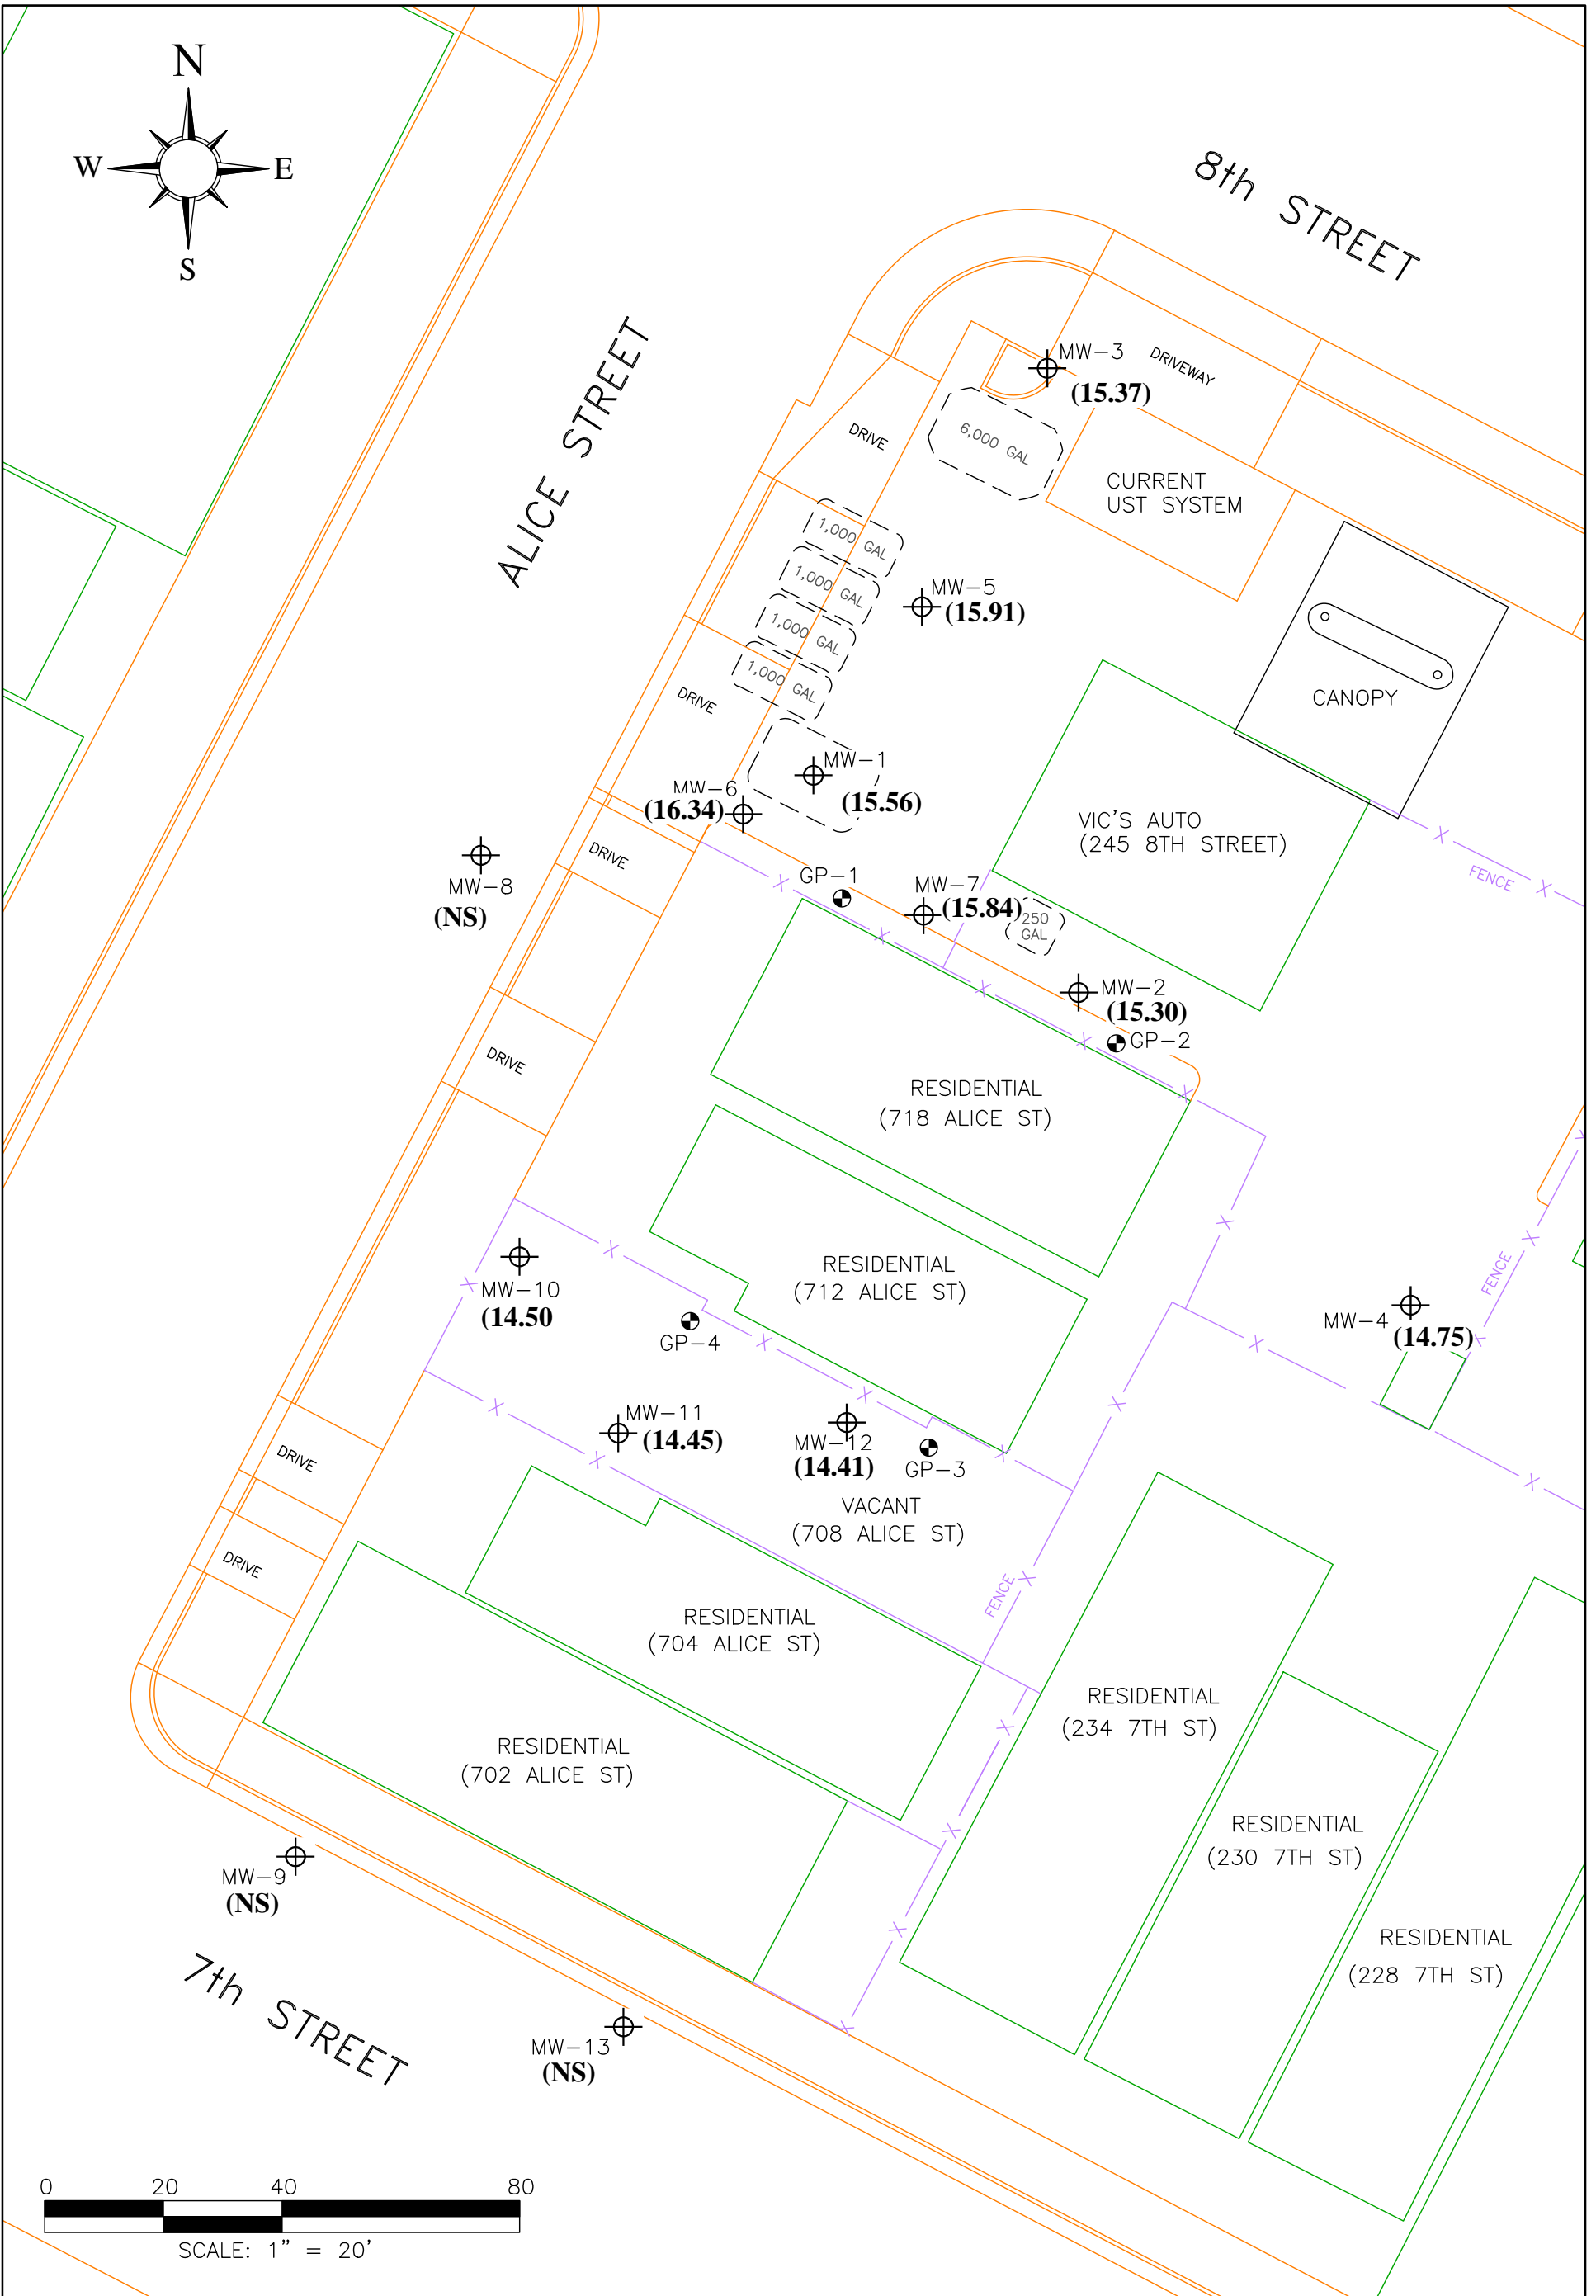 N
W
E
S
8th STREET
ALICE STREET
MW-3
(15.37)
DRIVEWAY
DRIVE
6,000 GAL
CURRENT
UST SYSTEM
1,000 GAL
1,000 GAL
1,000 GAL
1,000 GAL
MW-5
(15.91)
CANOPY
DRIVE
MW-1
(15.56)
MW-6
(16.34)
VIC'S AUTO
(245 8TH STREET)
DRIVE
MW-8
(NS)
GP-1
MW-7
(15.84)
250
GAL
X
FENCE
X
X
X
X
MW-2
(15.30)
X
GP-2
DRIVE
RESIDENTIAL
(718 ALICE ST)
X
X
X
X
X
RESIDENTIAL
(712 ALICE ST)
MW-10
(14.50
X
GP-4
X
FENCE
MW-4
(14.75)
X
X
X
X
X
MW-11
(14.45)
MW-12
(14.41)
GP-3
X
DRIVE
X
X
VACANT
(708 ALICE ST)
DRIVE
FENCE
X
RESIDENTIAL
(704 ALICE ST)
RESIDENTIAL
(234 7TH ST)
X
RESIDENTIAL
(702 ALICE ST)
X
RESIDENTIAL
(230 7TH ST)
MW-9
(NS)
X
RESIDENTIAL
(228 7TH ST)
7th STREET
MW-13
(NS)
X
0 20 40 80
SCALE: 1" = 20'